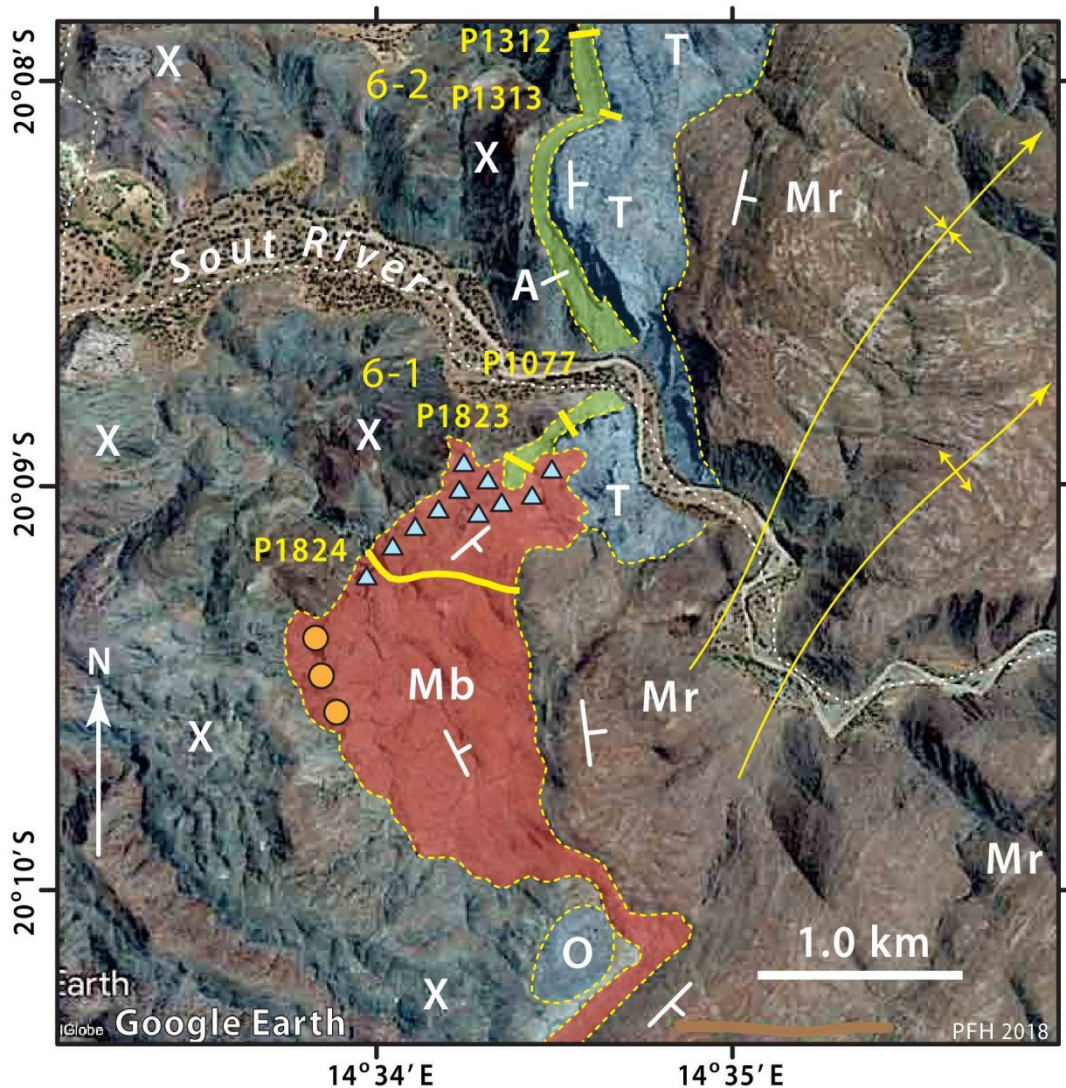 P1312
T
X
20°08' S
6-2
P1313
X
T
Mr
Sout River
A
6-1
P1077
P1823
X
X
20°09' S
T
P1824
N
Mb
Mr
X
Mr
20°10' S
O
1.0 km
X
Earth
Globe
Google Earth
PFH 2018
14°34' E
14°35' E